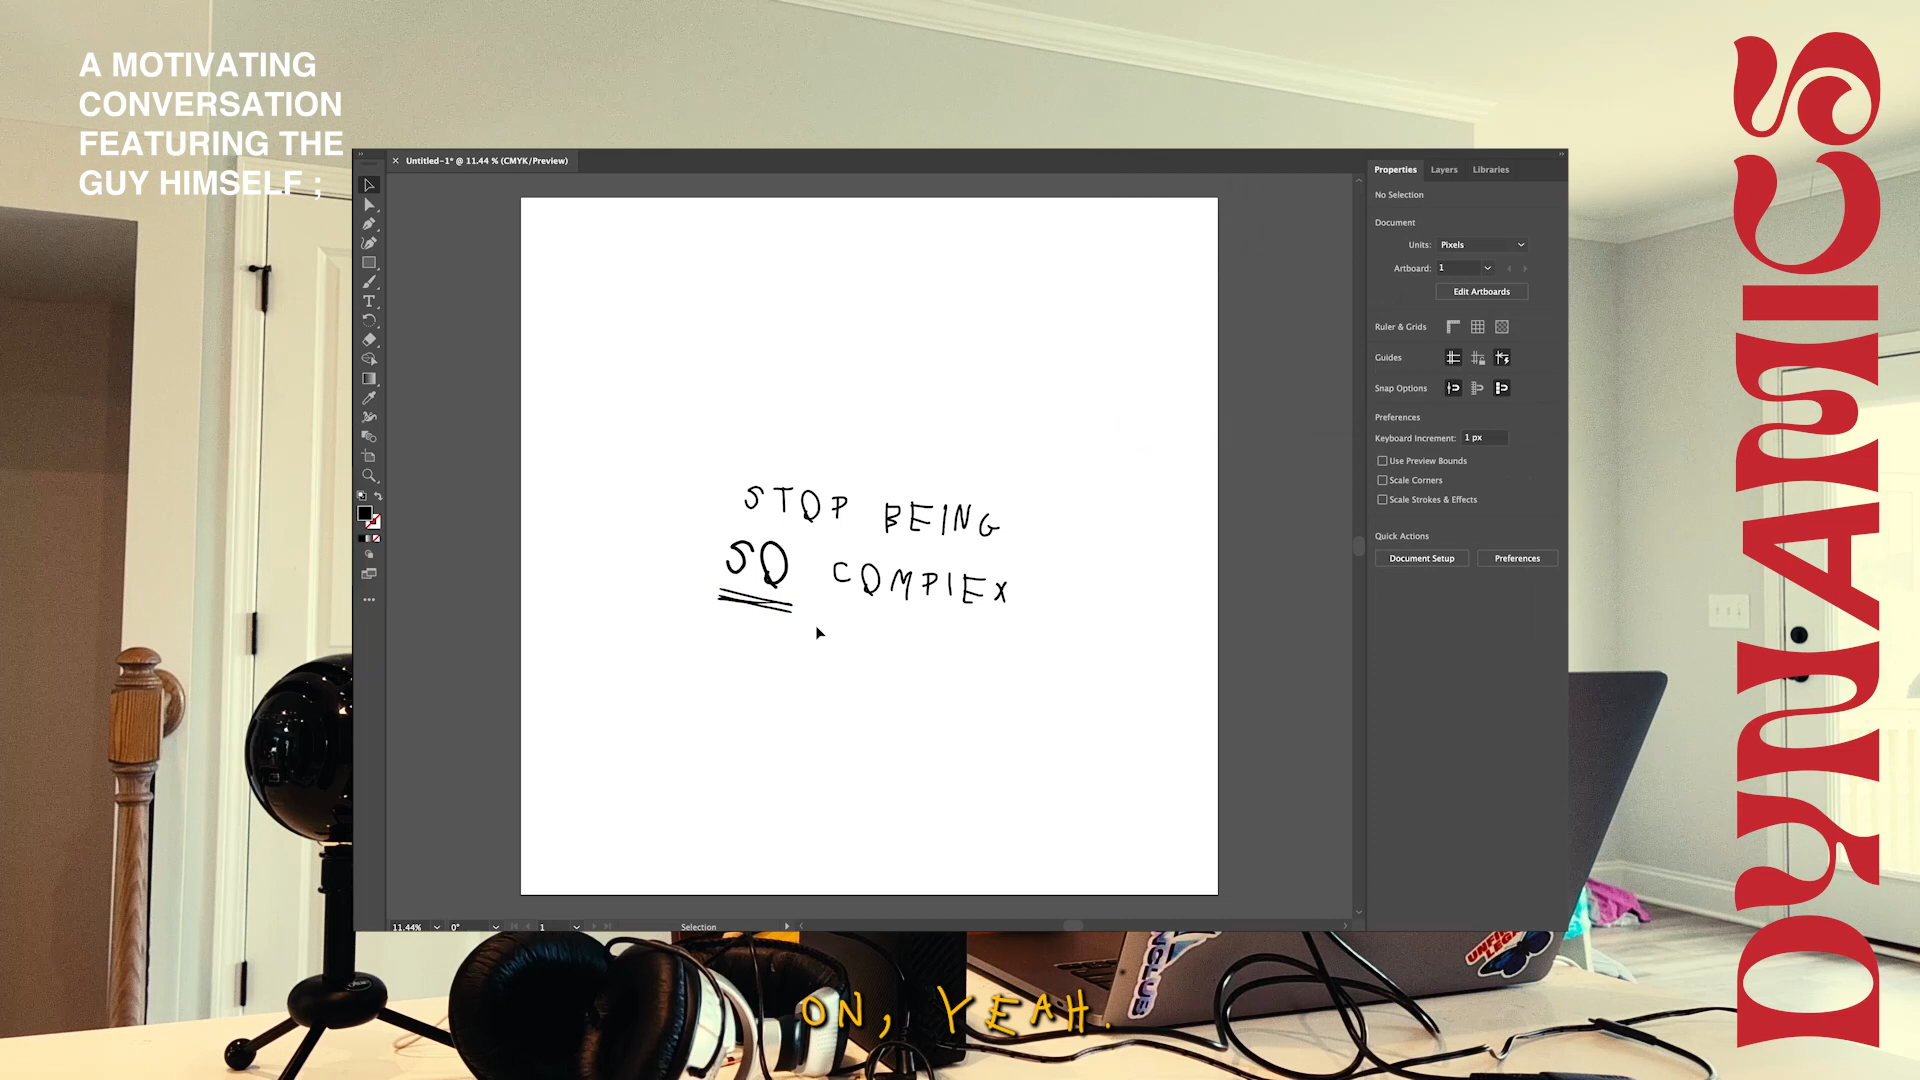 A MOTIVATING
CONVERSATION
FEATURING THE
GUY HIMSELF ;
DYNAMICS
× Untitled-1* @ 11.44 % (CMYK/Preview)
Properties Layers Libraries
No Selection
Document
Units: Pixels
Artboard: 1
Edit Artboards
Ruler & Grids
Guides
Snap Options
Preferences
Keyboard Increment: 1 px
Use Preview Bounds
Scale Corners
Scale Strokes & Effects
Quick Actions
Document Setup Preferences
STOP BEING
SO COMPLEX
11.44% 0° 1 Selection
ON, YEAH.